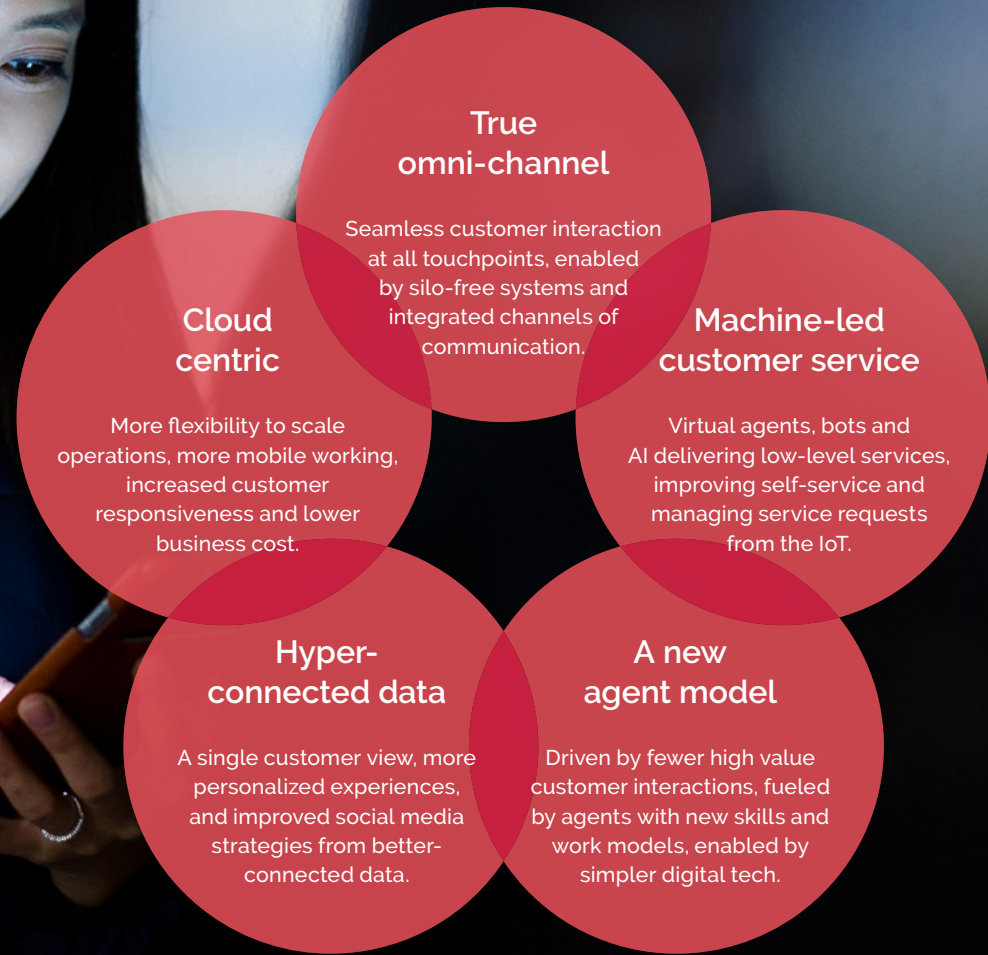 True
omni-channel
Seamless customer interaction
at all touchpoints, enabled
by silo-free systems and
integrated channels of
communication.
Cloud
centric
More flexibility to scale
operations, more mobile working,
increased customer
responsiveness and lower
business cost.
Machine-led
customer service
Virtual agents, bots and
AI delivering low-level services,
improving self-service and
managing service requests
from the IoT.
Hyper-
connected data
A single customer view, more
personalized experiences,
and improved social media
strategies from better-
connected data.
A new
agent model
Driven by fewer high value
customer interactions, fueled
by agents with new skills and
work models, enabled by
simpler digital tech.